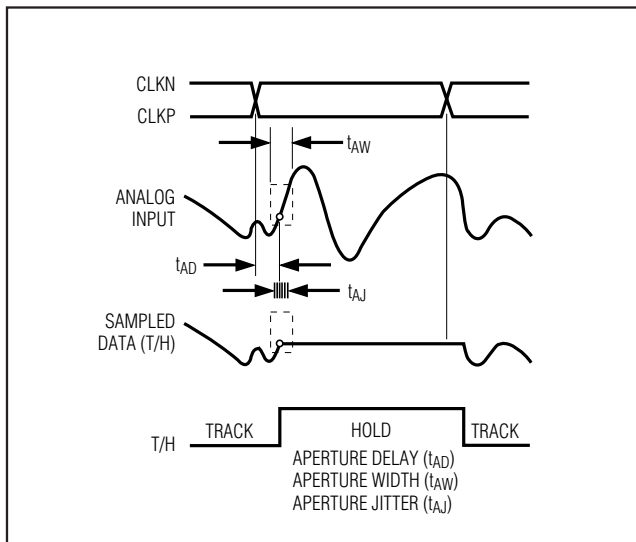 CLKN
CLKP
tAW
ANALOG
INPUT
tAD
tAJ
SAMPLED
DATA (T/H)
T/H
TRACK
HOLD
TRACK
APERTURE DELAY (tAD)
APERTURE WIDTH (tAW)
APERTURE JITTER (tAJ)